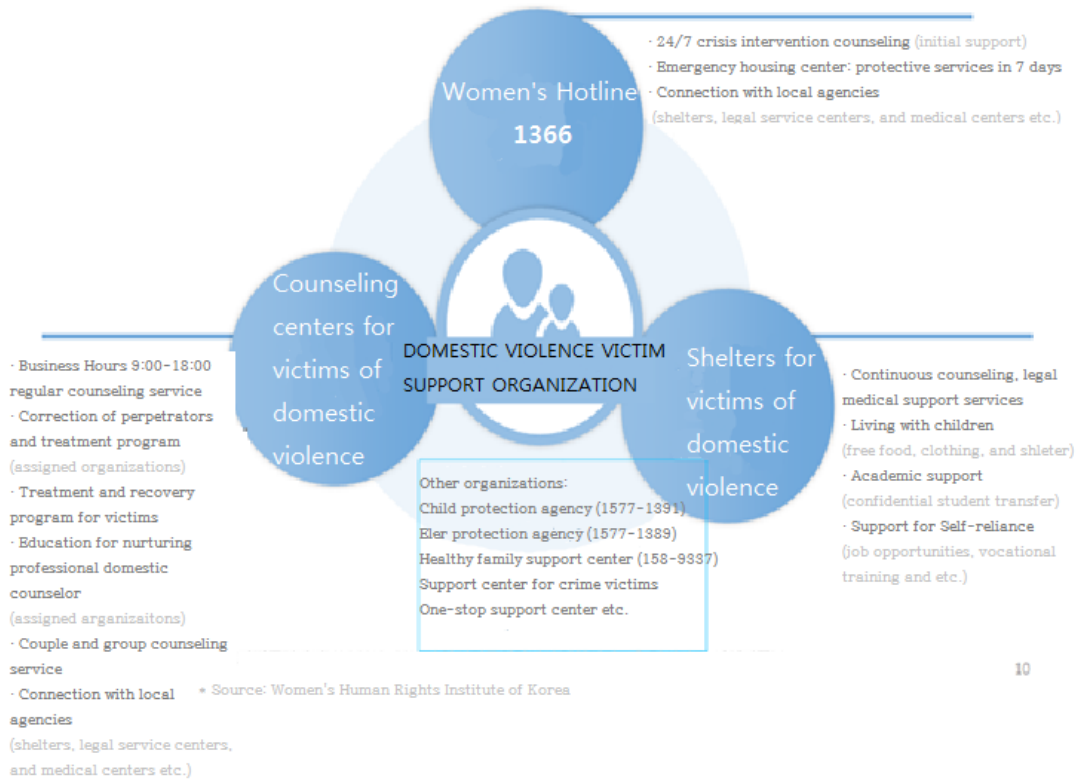 Women's Hotline
1366
· 24/7 crisis intervention counseling (initial support)
· Emergency housing center: protective services in 7 days
· Connection with local agencies
(shelters, legal service centers, and medical centers etc.)
Counseling
centers for
victims of
domestic
violence
DOMESTIC VIOLENCE VICTIM
SUPPORT ORGANIZATION
Shelters for
victims of
domestic
violence
· Business Hours 9:00-18:00
regular counseling service
· Correction of perpetrators
and treatment program
(assigned organizations)
· Treatment and recovery
program for victims
· Education for nurturing
professional domestic
counselor
(assigned arganizaitons)
· Couple and group counseling
service
· Connection with local
agencies
(shelters, legal service centers,
and medical centers etc.)
· Continuous counseling, legal
medical support services
· Living with children
(free food, clothing, and shleter)
· Academic support
(confidential student transfer)
· Support for Self-reliance
(job opportunities, vocational
training and etc.)
Other organizations:
Child protection agency (1577-1391)
Eler protection agency (1577-1389)
Healthy family support center (158-9337)
Support center for crime victims
One-stop support center etc.
* Source: Women's Human Rights Institute of Korea
10